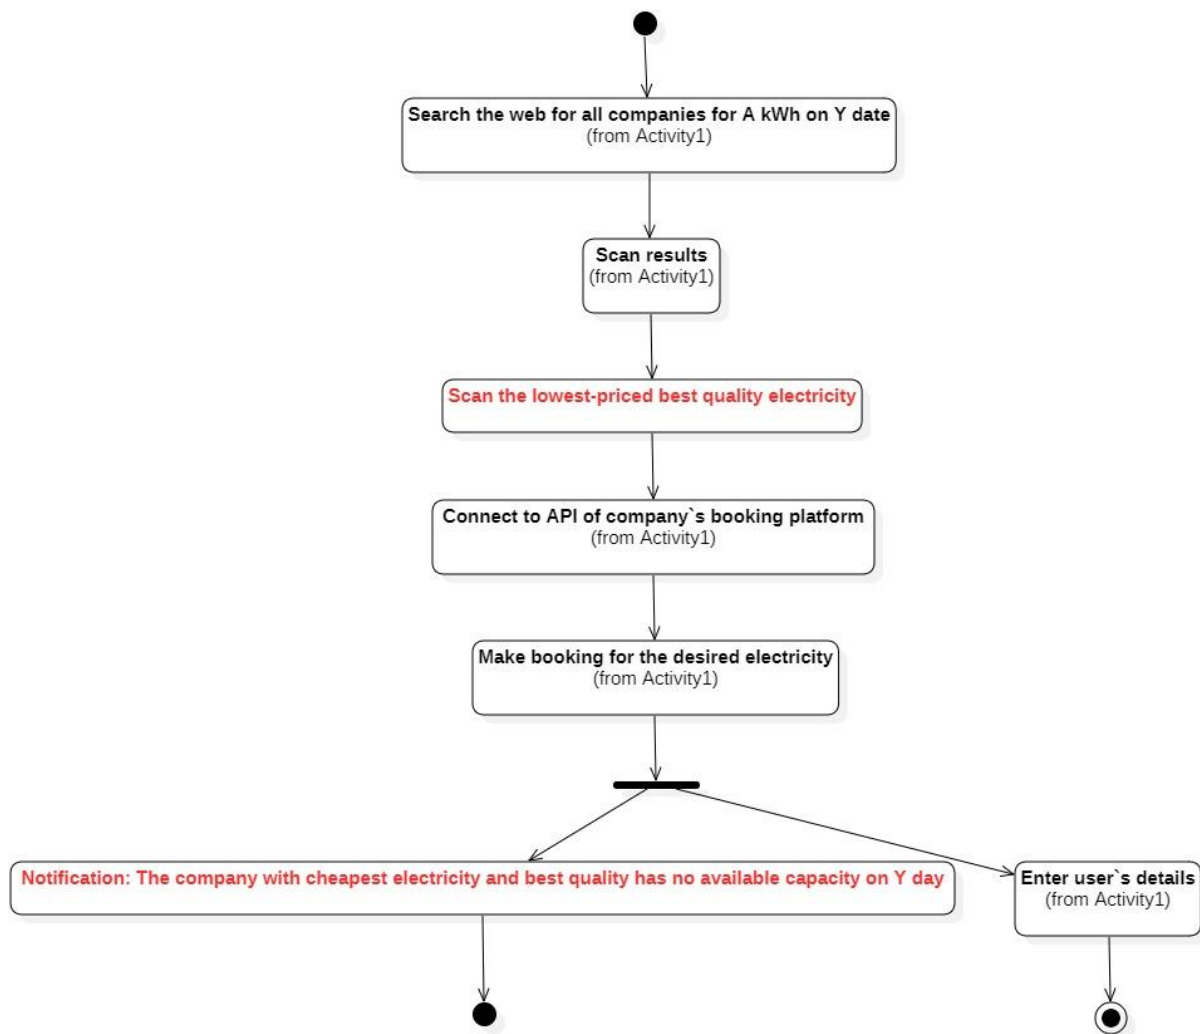 Search the web for all companies for A kWh on Y date
(from Activity1)
Scan results
(from Activity1)
Scan the lowest-priced best quality electricity
Connect to API of company`s booking platform
(from Activity1)
Make booking for the desired electricity
(from Activity1)
Notification: The company with cheapest electricity and best quality has no available capacity on Y day
Enter user`s details
(from Activity1)